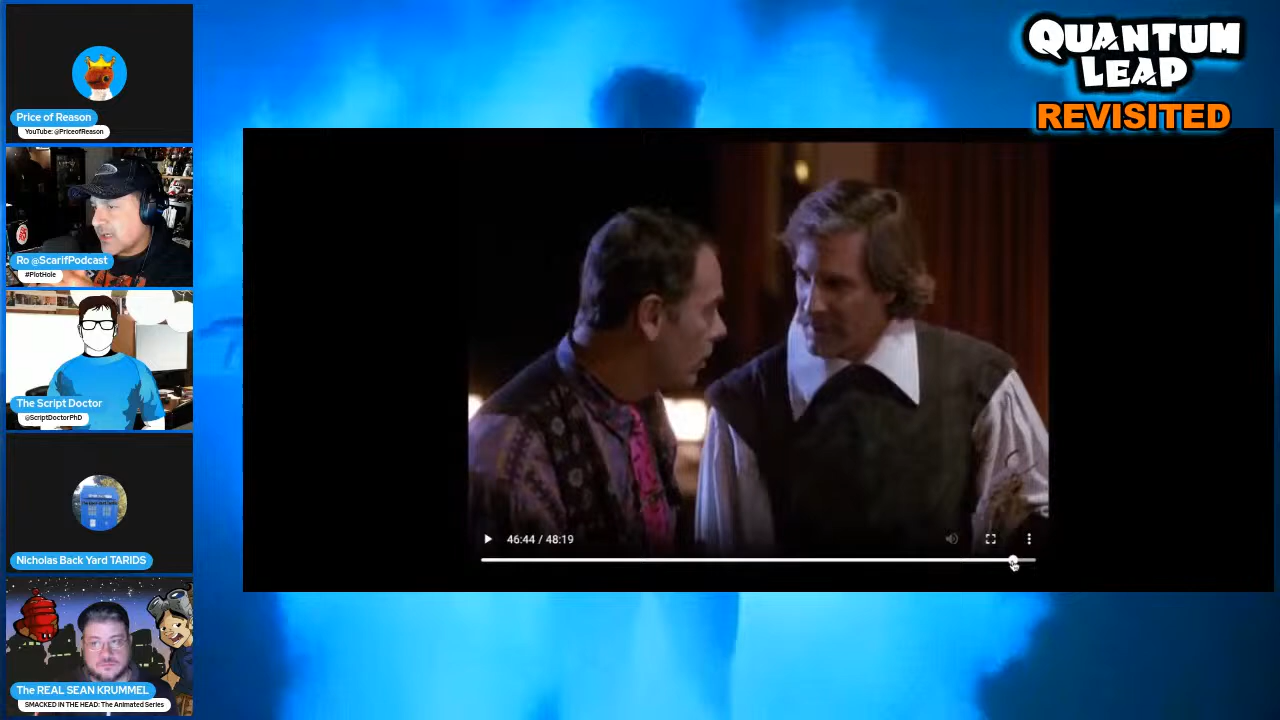 Price of Reason
YouTube: @PriceofReason
Ro @ScarifPodcast
#PlotHole
The Script Doctor
@ScriptDoctorPhD
Nicholas Back Yard TARIDS
The REAL SEAN KRUMMEL
SMACKED IN THE HEAD: The Animated Series
QUANTUM
LEAP
REVISITED
46:44 / 48:19